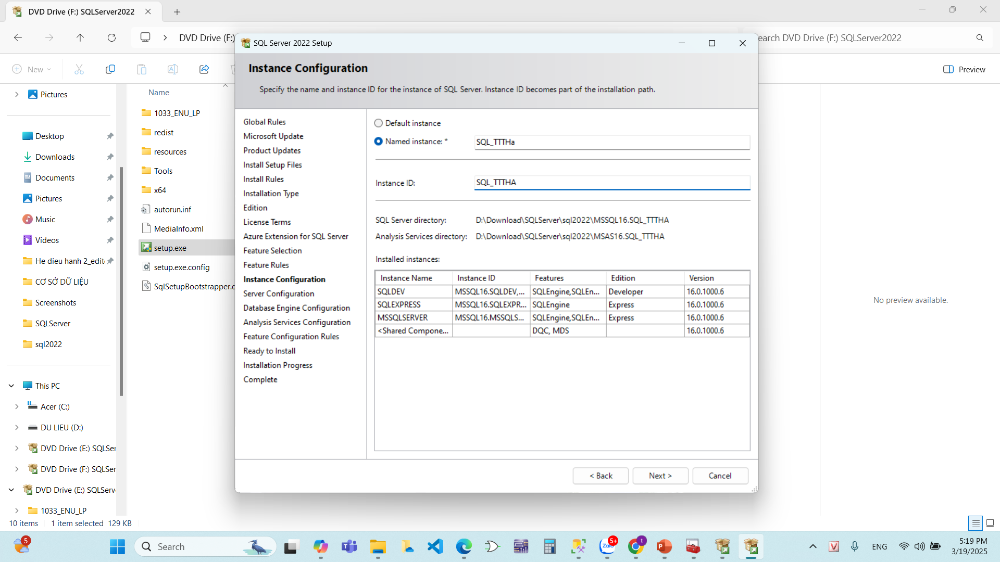 DVD Drive (F:) SQLServer2022
DVD Drive (F:)
earch DVD Drive (F:) SQLServer2022
New
Preview
Pictures
Desktop
Downloads
Documents
Pictures
Music
Videos
He dieu hanh 2_edit
CƠ SỞ DỮ LIỆU
Screenshots
SQLServer
sql2022
This PC
Acer (C:)
DU LIEU (D:)
DVD Drive (E:) SQLSer
DVD Drive (F:) SQLSer
DVD Drive (E:) SQLServ
1033_ENU_LP
10 items
1 item selected 129 KB
Name
1033_ENU_LP
redist
resources
Tools
x64
autorun.inf
MediaInfo.xml
setup.exe
setup.exe.config
SqlSetupBootstrapper.c
SQL Server 2022 Setup
Instance Configuration
Specify the name and instance ID for the instance of SQL Server. Instance ID becomes part of the installation path.
Global Rules
Microsoft Update
Product Updates
Install Setup Files
Install Rules
Installation Type
Edition
License Terms
Azure Extension for SQL Server
Feature Selection
Feature Rules
Instance Configuration
Server Configuration
Database Engine Configuration
Analysis Services Configuration
Feature Configuration Rules
Ready to Install
Installation Progress
Complete
Default instance
Named instance: * SQL_TTTHa
Instance ID: SQL_TTTHA
SQL Server directory: D:\Download\SQLServer\sql2022\MSSQL16.SQL_TTTHA
Analysis Services directory: D:\Download\SQLServer\sql2022\MSAS16.SQL_TTTHA
Installed instances:
Instance Name Instance ID Features Edition Version
SQLDEV MSSQL16.SQLDEV,... SQLEngine,SQLEn... Developer 16.0.1000.6
SQLEXPRESS MSSQL16.SQLEXPR... SQLEngine Express 16.0.1000.6
MSSQLSERVER MSSQL16.MSSQLS... SQLEngine,SQLEn... Express 16.0.1000.6
<Shared Compone... DQC, MDS 16.0.1000.6
< Back
Next >
Cancel
No preview available.
5
Search
Zalo
5+
t
P
V
ENG
5:19 PM
3/19/2025